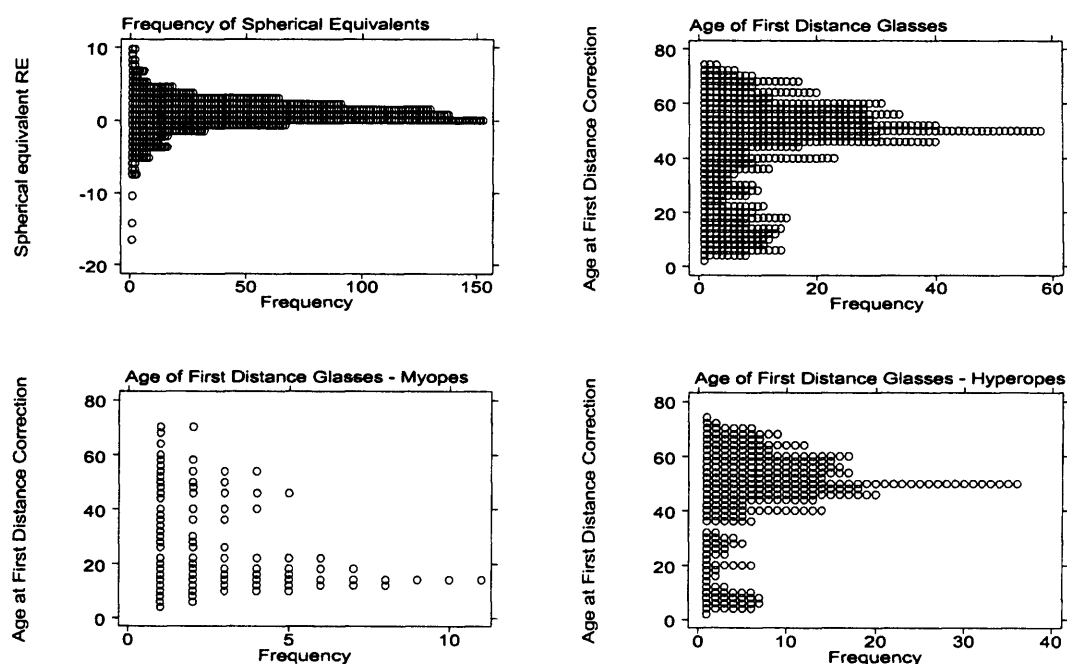 Frequency of Spherical Equivalents
Spherical equivalent RE
10
0
-10
-20
0 50 100 150
Frequency
Age of First Distance Glasses
Age at First Distance Correction
80
60
40
20
0
0 20 40 60
Frequency
Age of First Distance Glasses - Myopes
Age at First Distance Correction
80
60
40
20
0
0 5 10
Frequency
Age of First Distance Glasses - Hyperopes
Age at First Distance Correction
80
60
40
20
0
0 10 20 30 40
Frequency